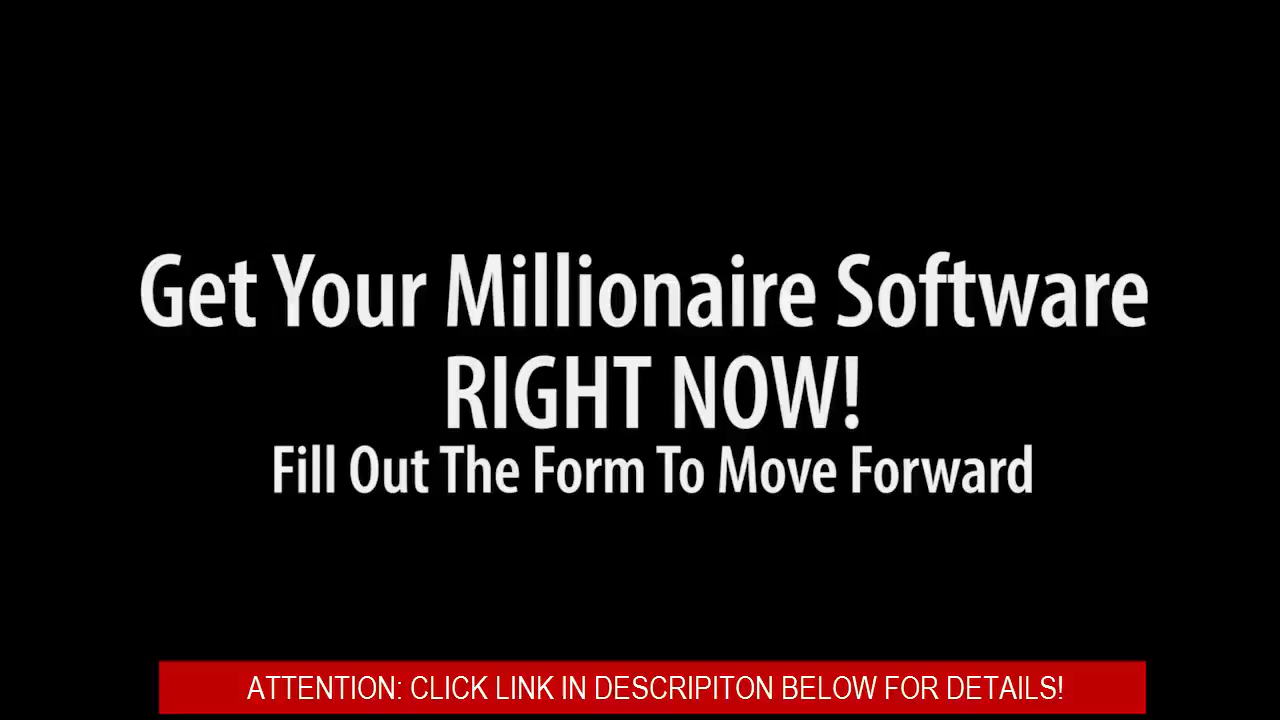 Get Your Millionaire Software
RIGHT NOW!
Fill Out The Form To Move Forward
ATTENTION: CLICK LINK IN DESCRIPITON BELOW FOR DETAILS!